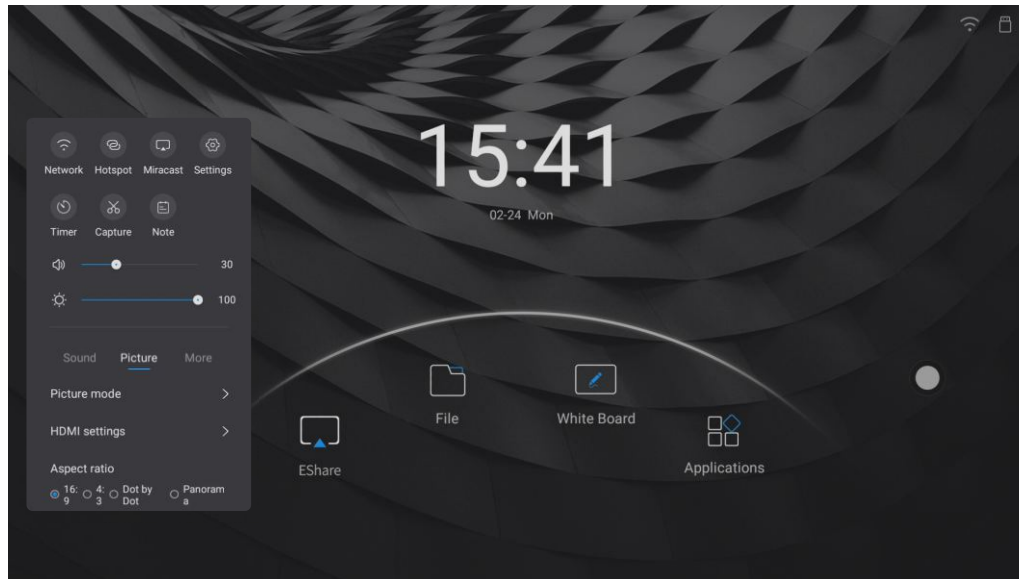 15:41
02-24 Mon
Network Hotspot Miracast Settings
Timer Capture Note
30
100
Sound Picture More
Picture mode
HDMI settings
Aspect ratio
16:
9
4:
3
Dot by
Dot
Panoram
a
EShare
File
White Board
Applications